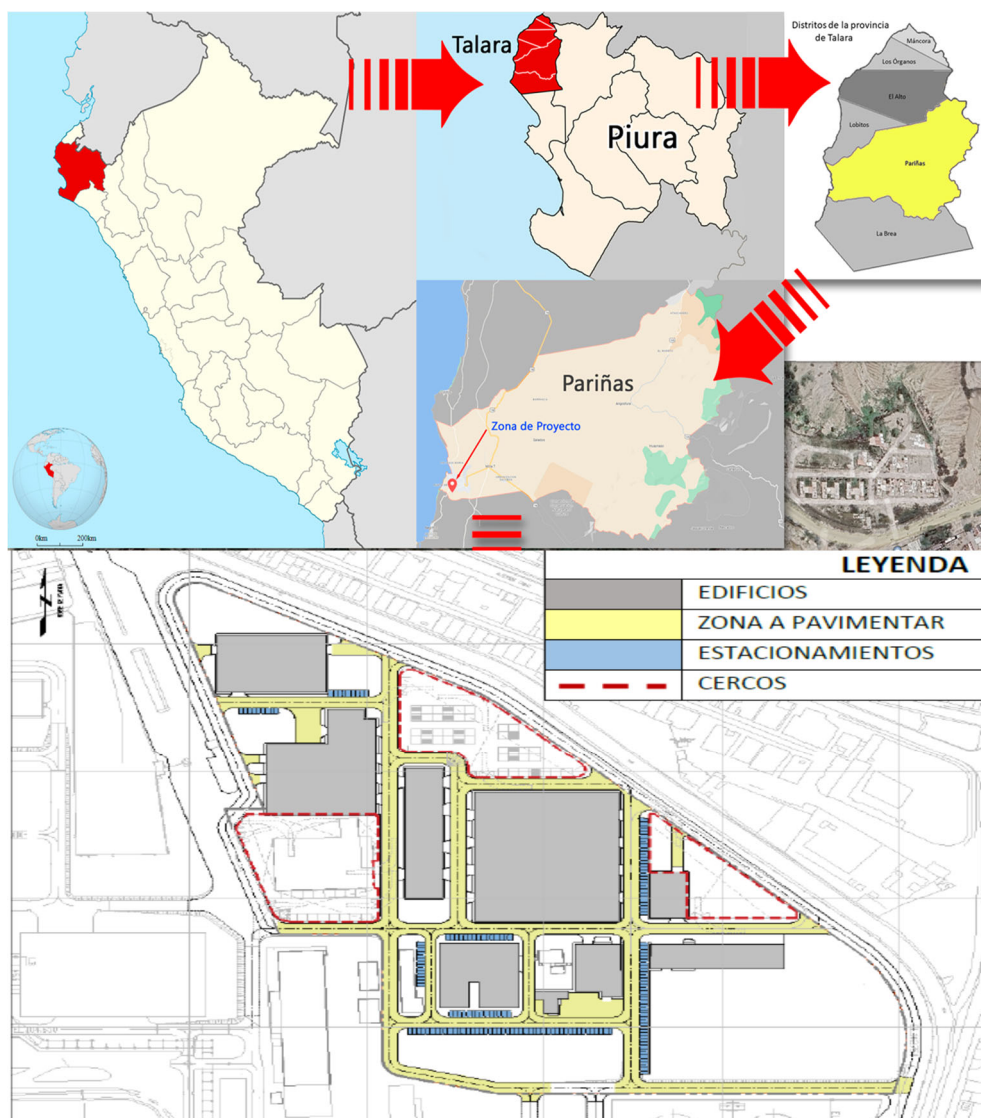 Talara
Piura
Distritos de la provincia
de Talara
Máncora
Los Órganos
El Alto
Lobitos
Pariñas
La Brea
Pariñas
Zona de Proyecto
0km 200km
LEYENDA
EDIFICIOS
ZONA A PAVIMENTAR
ESTACIONAMIENTOS
CERCOS